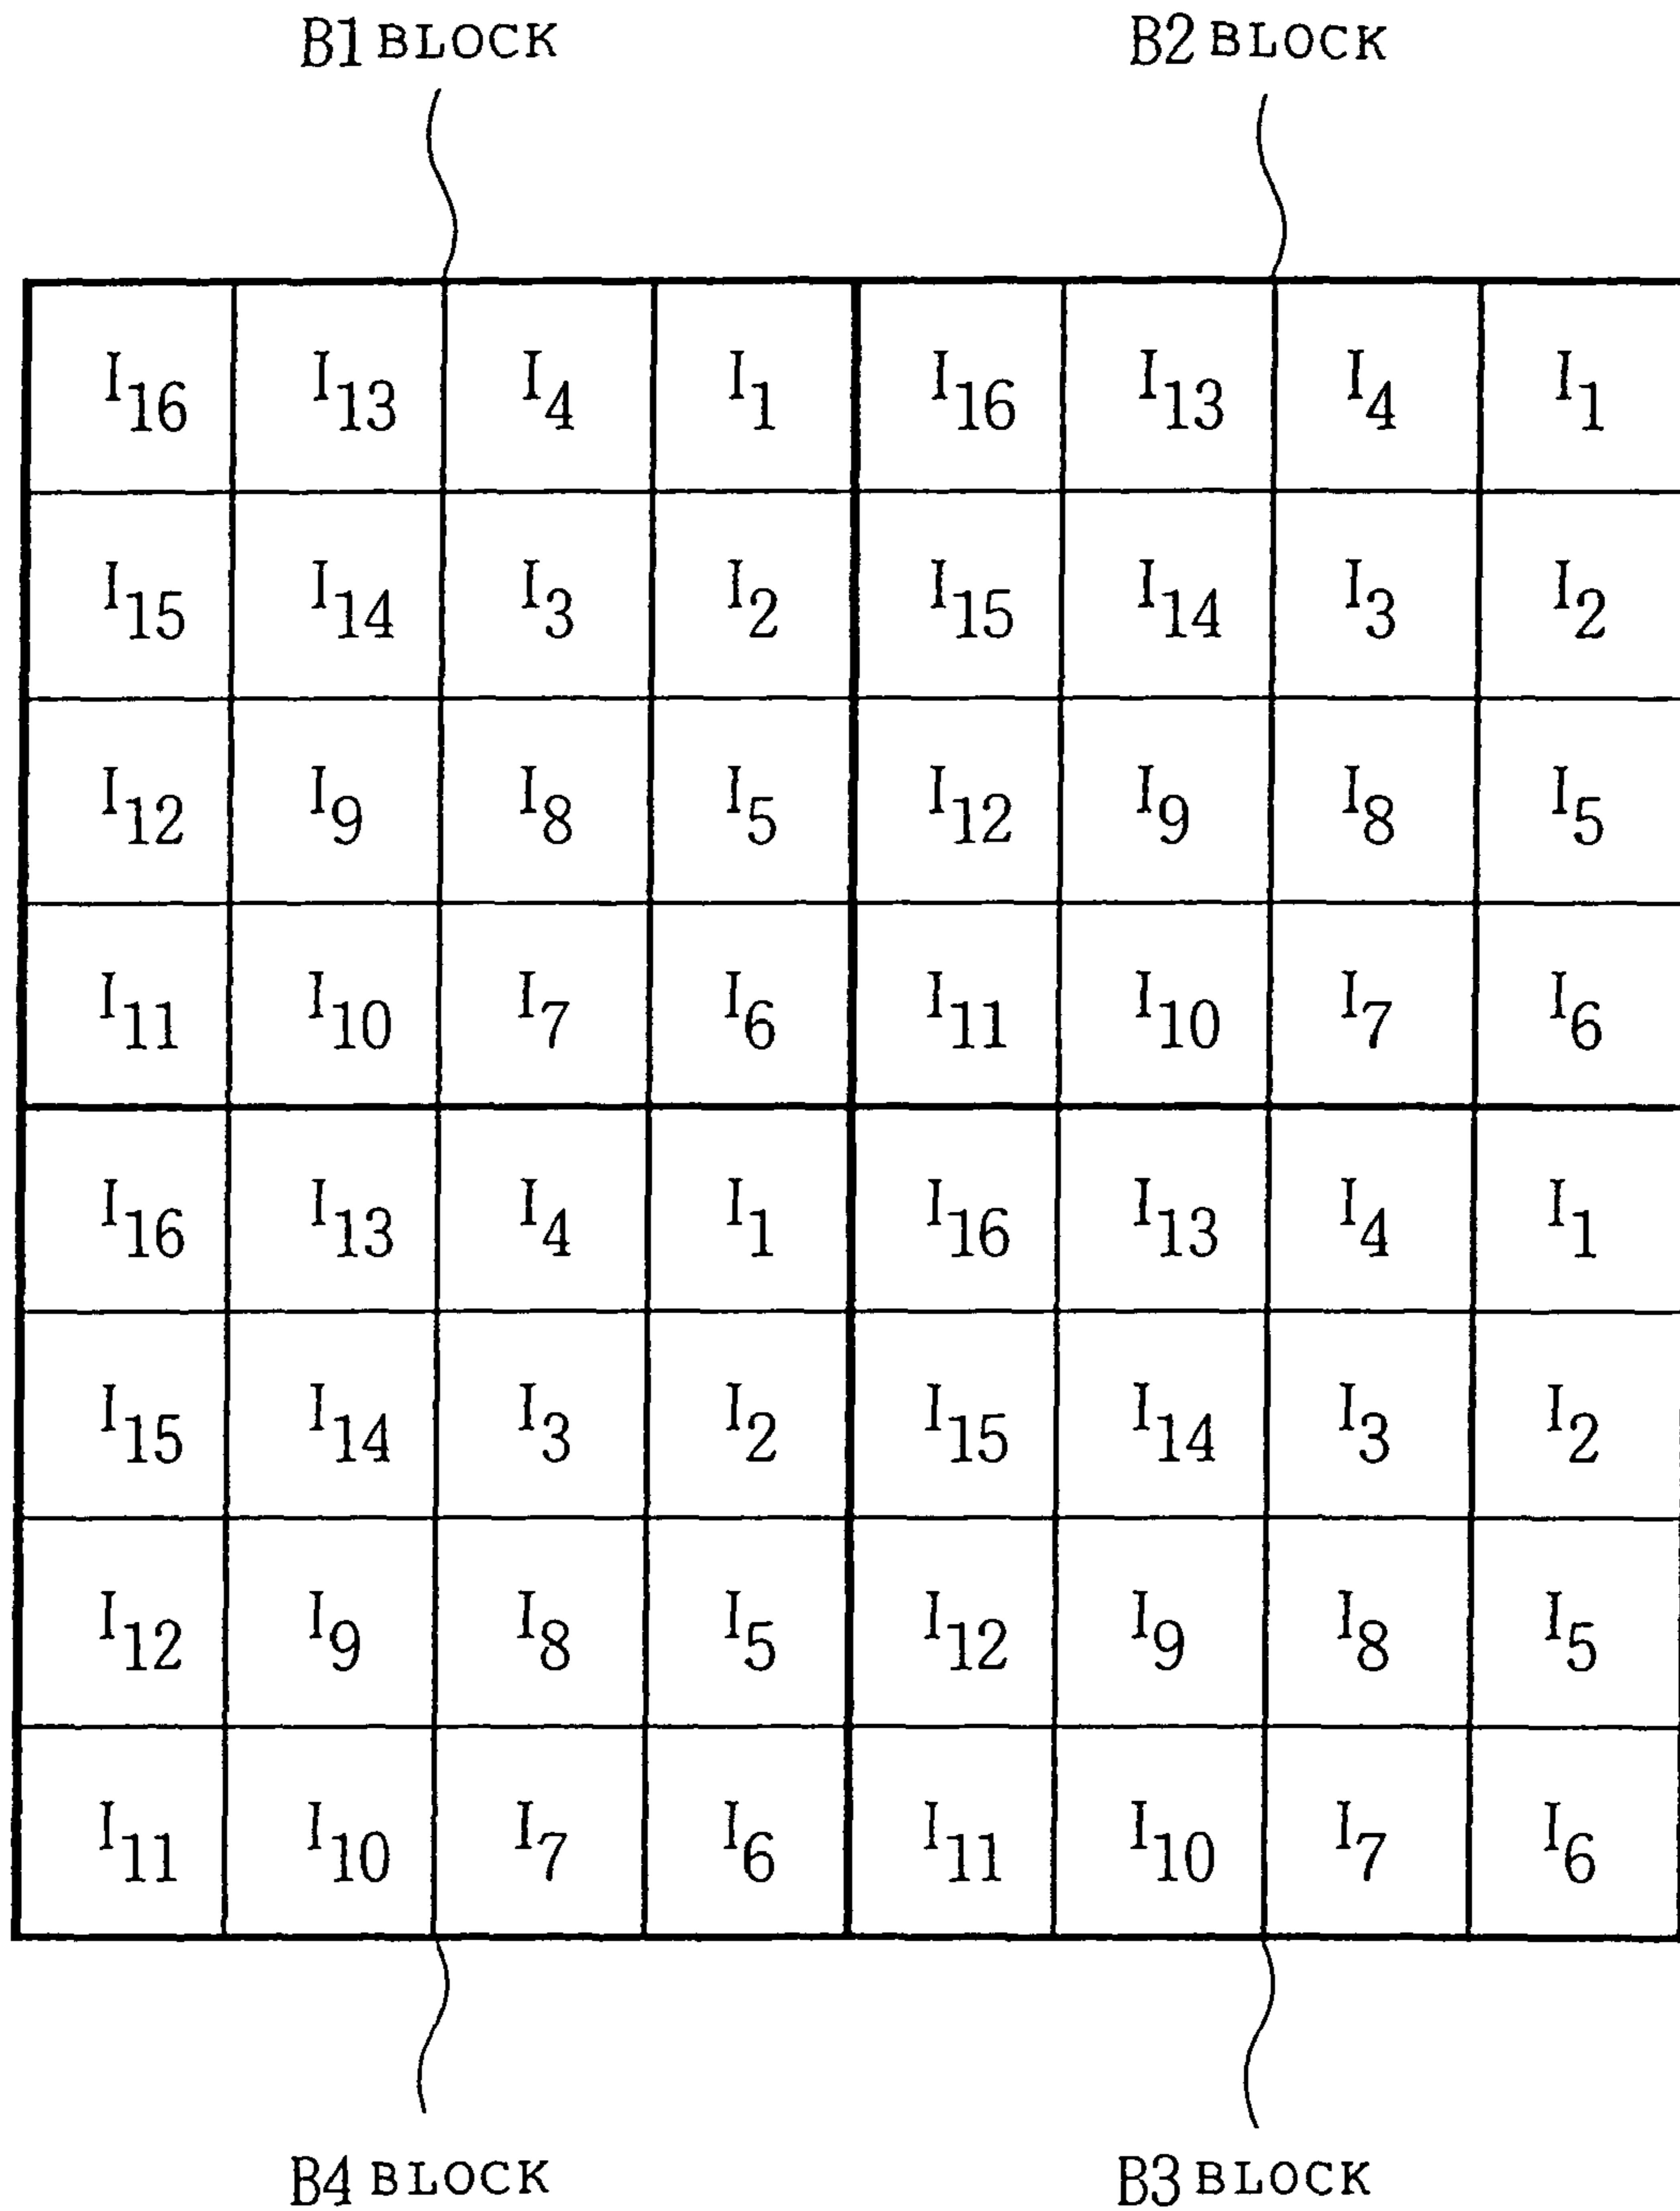 B1 BLOCK B2 BLOCK
I16 I13 I4 I1 I16 I13 I4 I1
I15 I14 I3 I2 I15 I14 I3 I2
I12 I9 I8 I5 I12 I9 I8 I5
I11 I10 I7 I6 I11 I10 I7 I6
I16 I13 I4 I1 I16 I13 I4 I1
I15 I14 I3 I2 I15 I14 I3 I2
I12 I9 I8 I5 I12 I9 I8 I5
I11 I10 I7 I6 I11 I10 I7 I6
B4 BLOCK B3 BLOCK